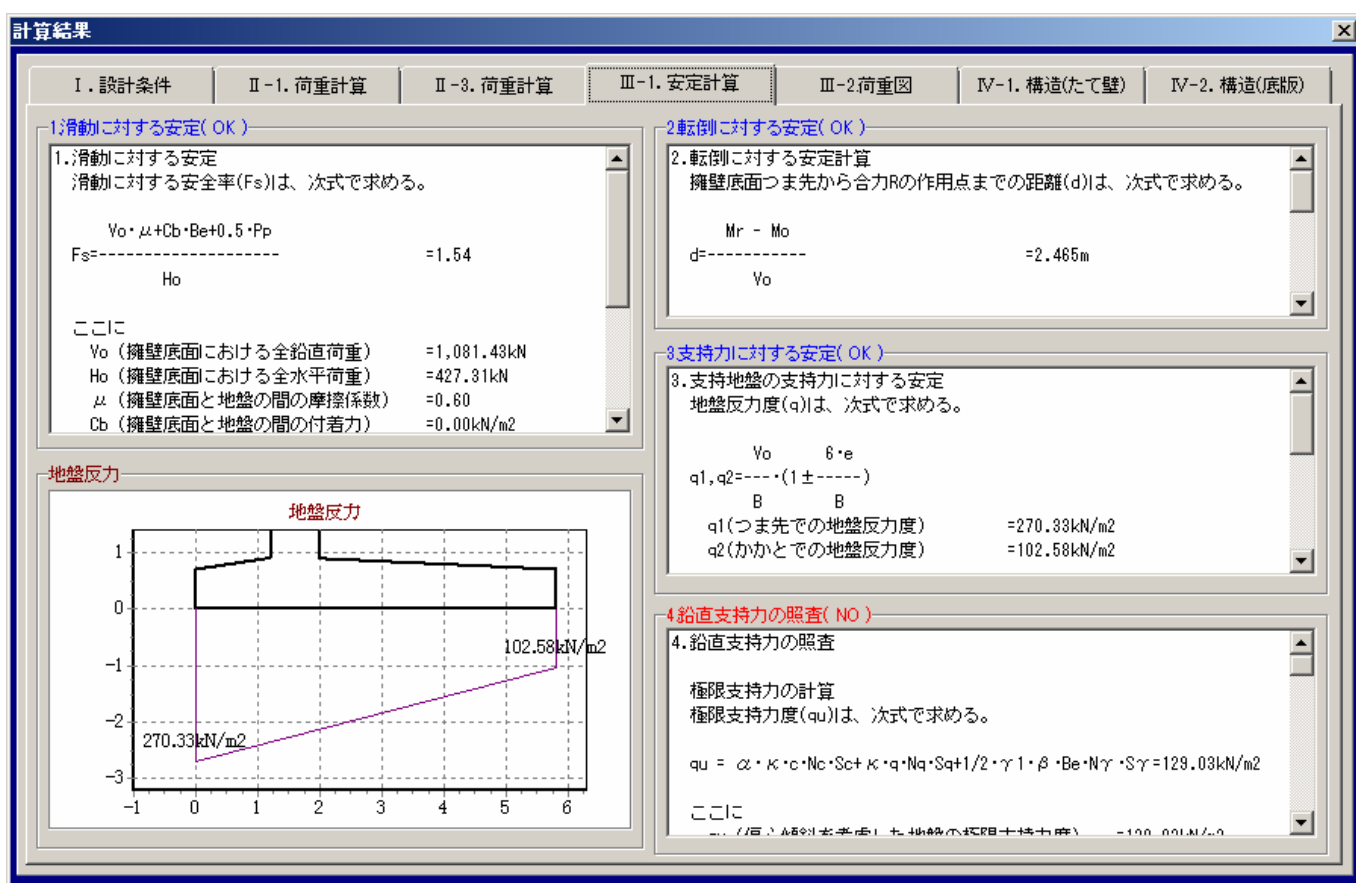 計算結果
Ⅰ.設計条件
Ⅱ-1.荷重計算
Ⅱ-3.荷重計算
Ⅲ-1.安定計算
Ⅲ-2荷重図
Ⅳ-1.構造(たて壁)
Ⅳ-2.構造(底版)
1滑動に対する安定( OK )
1.滑動に対する安定
滑動に対する安全率(Fs)は、次式で求める。
Vo・μ+Cb・Be+0.5・Pp
Fs=--------------------- =1.54
Ho
ここに
Vo (擁壁底面における全鉛直荷重) =1,081.43kN
Ho (擁壁底面における全水平荷重) =427.31kN
μ (擁壁底面と地盤の間の摩擦係数) =0.60
Cb (擁壁底面と地盤の間の付着力) =0.00kN/m2
地盤反力
地盤反力
1
0
-1
-2
-3
-1 0 1 2 3 4 5 6
102.58kN/m2
270.33kN/m2
2転倒に対する安定( OK )
2.転倒に対する安定計算
擁壁底面つま先から合力Rの作用点までの距離(d)は、次式で求める。
Mr - Mo
d=----------- =2.465m
Vo
3支持力に対する安定( OK )
3.支持地盤の支持力に対する安定
地盤反力度(q)は、次式で求める。
Vo 6・e
q1,q2=----・(1±-----)
B B
q1(つま先での地盤反力度) =270.33kN/m2
q2(かかとでの地盤反力度) =102.58kN/m2
4鉛直支持力の照査( NO )
4.鉛直支持力の照査
極限支持力の計算
極限支持力度(qu)は、次式で求める。
qu = α・κ・c・Nc・Sc+κ・q・Nq・Sq+1/2・γ1・β・Be・Nγ・Sγ=129.03kN/m2
ここに